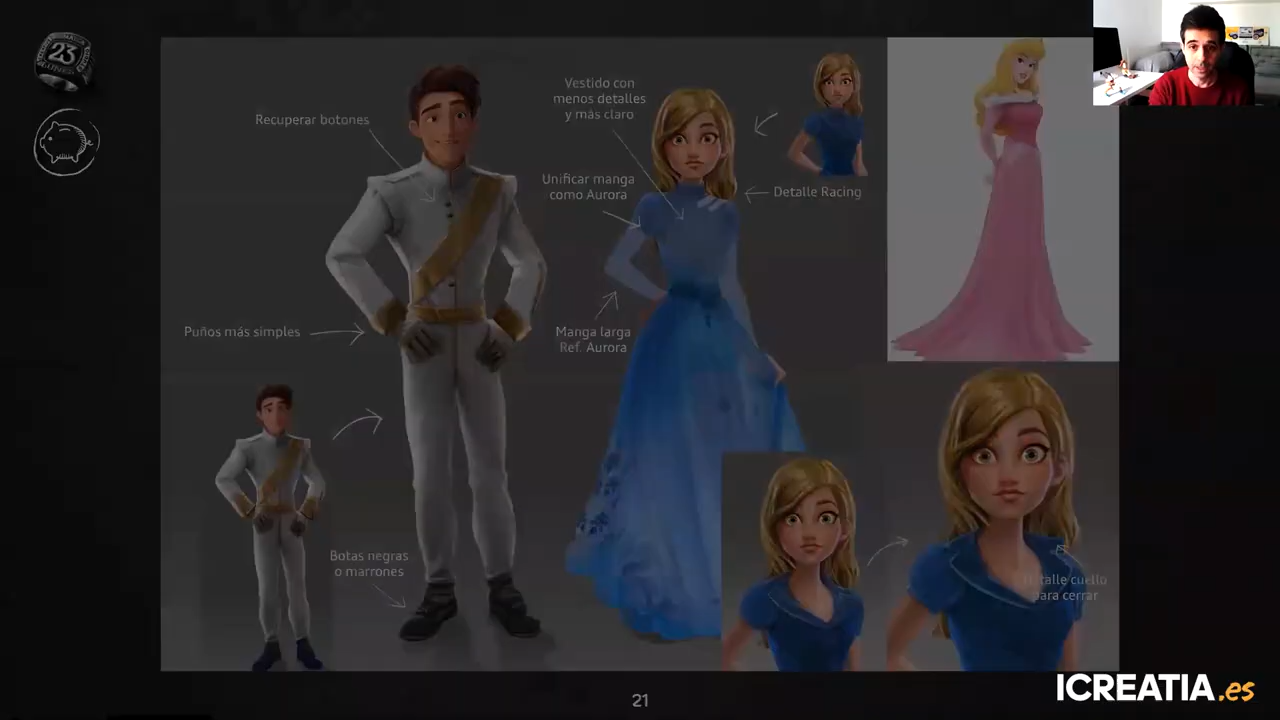 23
Recuperar botones
Vestido con
menos detalles
y más claro
Unificar manga
como Aurora
Detalle Racing
Puños más simples
Manga larga
Ref. Aurora
Botas negras
o marrones
cuello
para cerrar
21
ICREATIA.es